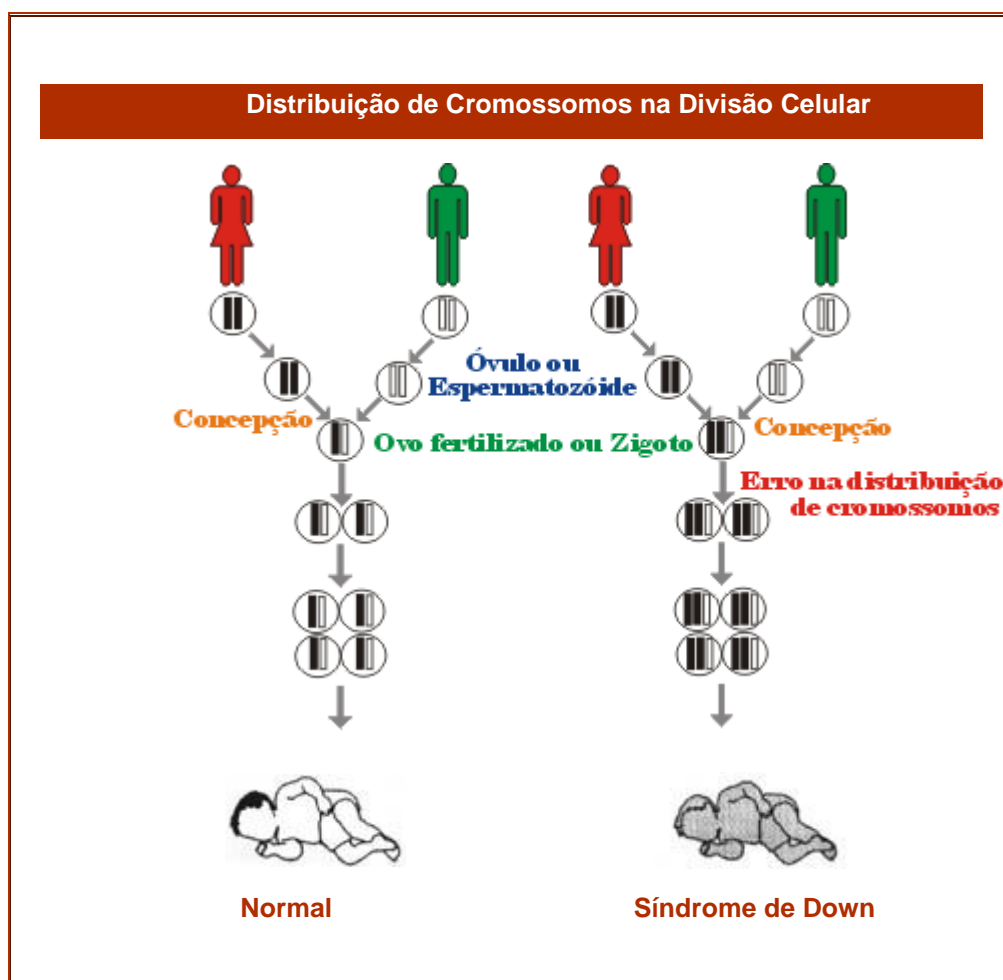 Distribuição de Cromossomos na Divisão Celular
Óvulo ou
Espermatozóide
Concepção
Ovo fertilizado ou Zigoto
Concepção
Erro na distribuição
de cromossomos
Normal
Síndrome de Down